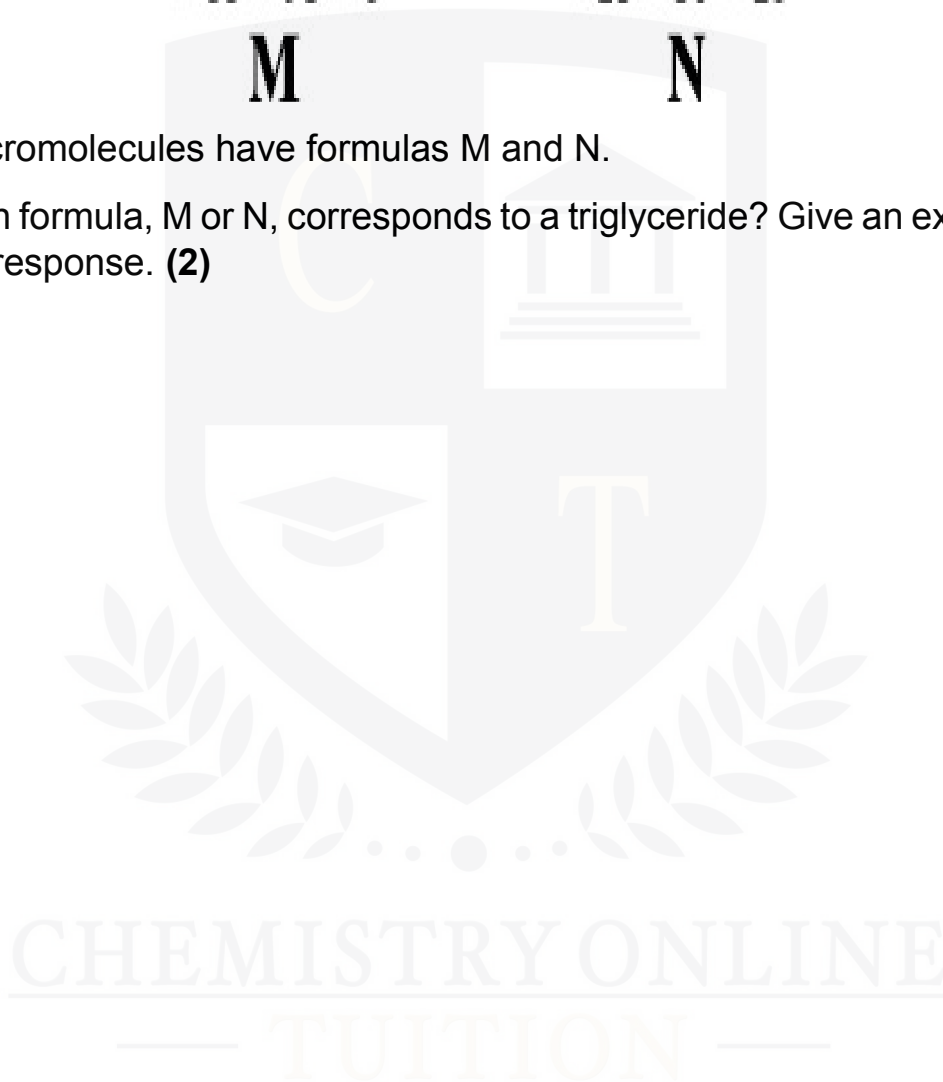 M N
cromolecules have formulas M and N.
n formula, M or N, corresponds to a triglyceride? Give an ex
response. (2)
C
T
CHEMISTRY ONLINE
— TUITION —